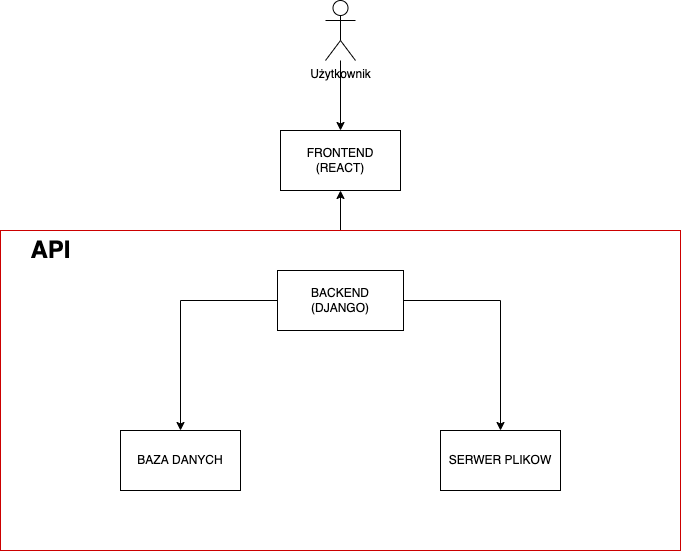 Użytkownik
FRONTEND
(REACT)
API
BACKEND
(DJANGO)
BAZA DANYCH
SERWER PLIKOW